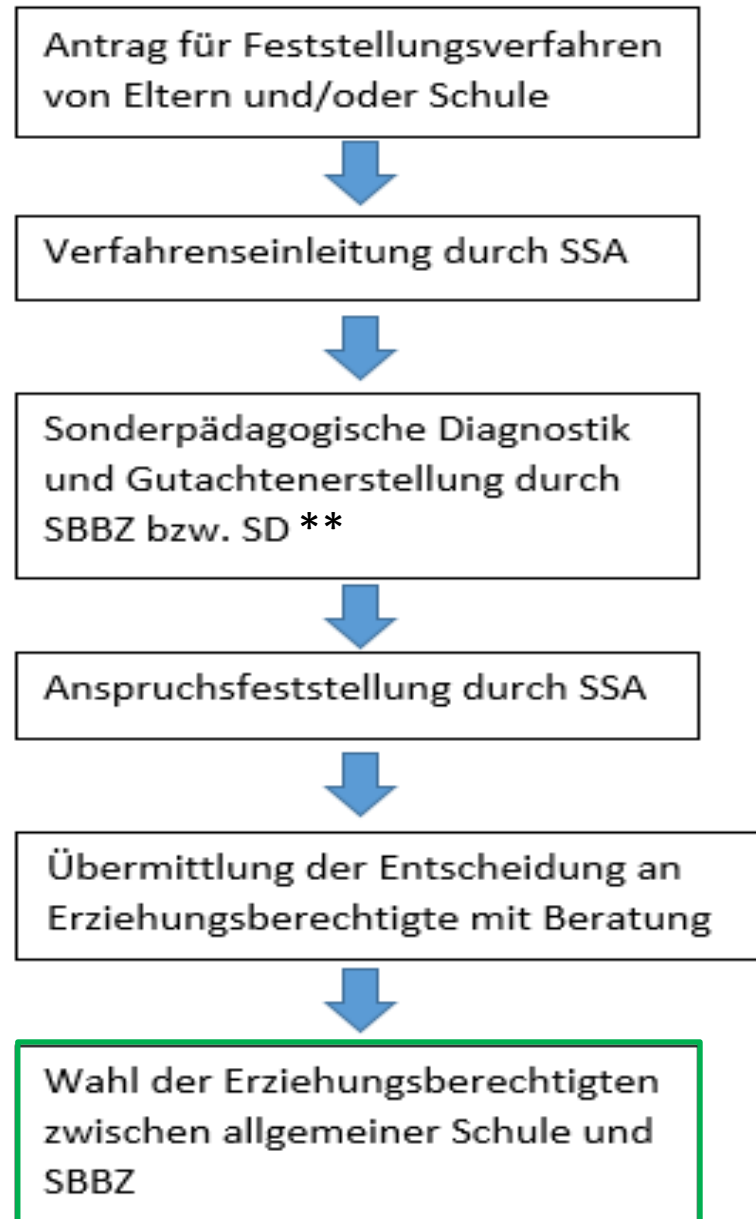 Antrag für Feststellungsverfahren
von Eltern und/oder Schule
Verfahrenseinleitung durch SSA
Sonderpädagogische Diagnostik
und Gutachtenerstellung durch
SBBZ bzw. SD **
Anspruchsfeststellung durch SSA
Übermittlung der Entscheidung an
Erziehungsberechtigte mit Beratung
Wahl der Erziehungsberechtigten
zwischen allgemeiner Schule und
SBBZ